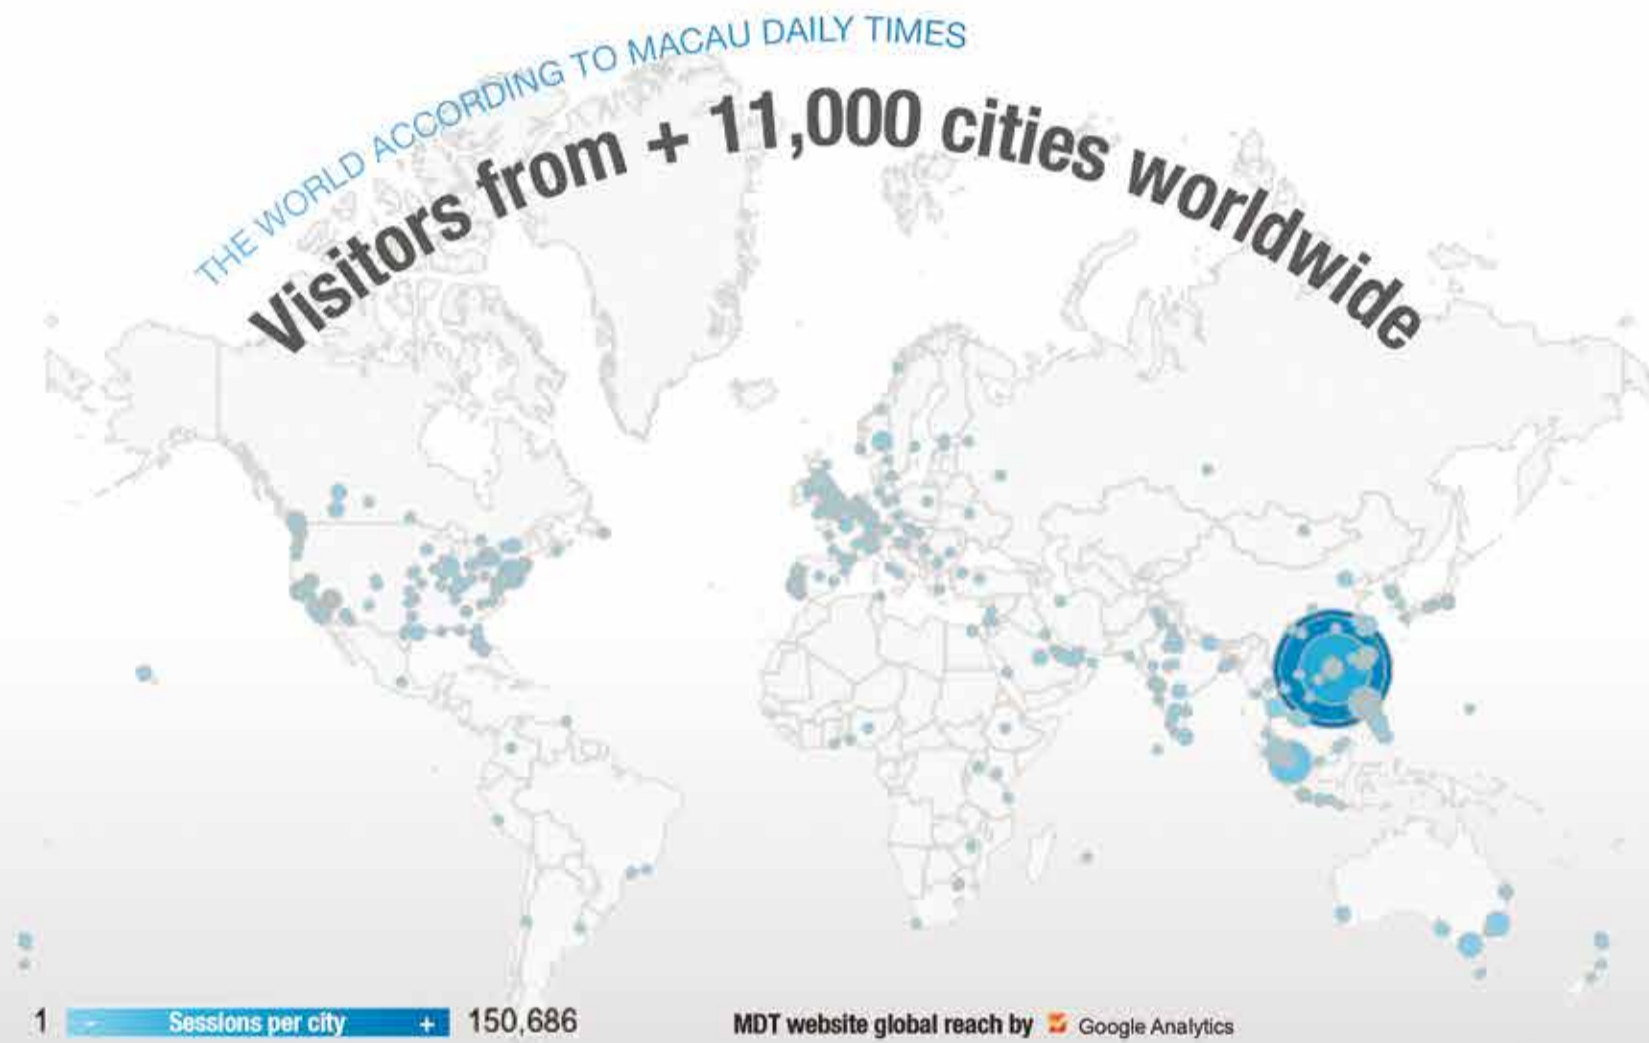 THE WORLD ACCORDING TO MACAU DAILY TIMES
Visitors from + 11,000 cities worldwide
1 - Sessions per city + 150,686
MDT website global reach by Google Analytics